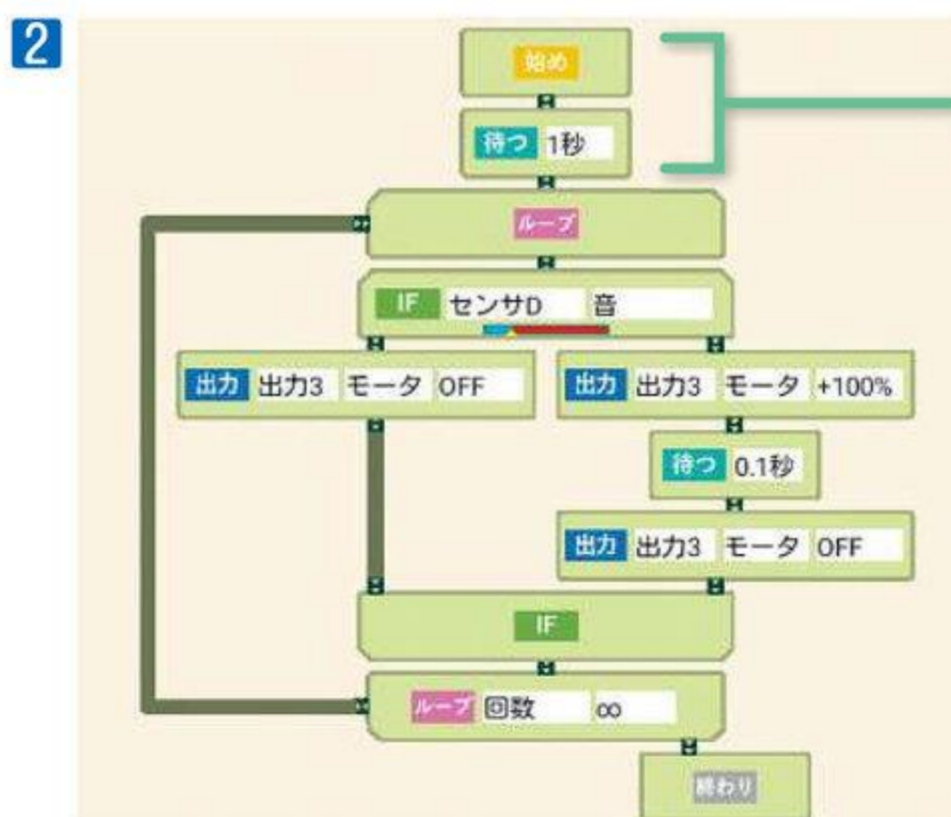 2
始め
待つ 1秒
ループ
IF センサD 音
出力 出力3 モータ OFF
出力 出力3 モータ +100%
待つ 0.1秒
出力 出力3 モータ OFF
IF
ループ 回数 ∞
終わり